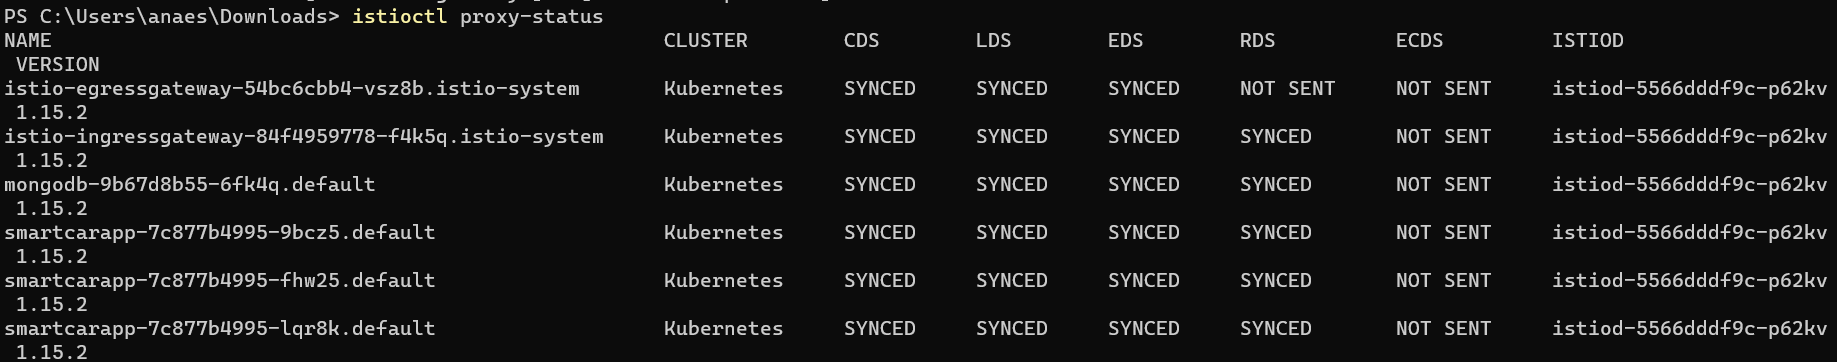 PS C:\Users\anaes\Downloads> istioctl proxy-status
NAME CLUSTER CDS LDS EDS RDS ECDS ISTIOD
VERSION
istio-egressgateway-54bc6cbb4-vsz8b.istio-system Kubernetes SYNCED SYNCED SYNCED NOT SENT NOT SENT istiod-5566dddf9c-p62kv
1.15.2
istio-ingressgateway-84f4959778-f4k5q.istio-system Kubernetes SYNCED SYNCED SYNCED SYNCED NOT SENT istiod-5566dddf9c-p62kv
1.15.2
mongodb-9b67d8b55-6fk4q.default Kubernetes SYNCED SYNCED SYNCED SYNCED NOT SENT istiod-5566dddf9c-p62kv
1.15.2
smartcarapp-7c877b4995-9bcz5.default Kubernetes SYNCED SYNCED SYNCED SYNCED NOT SENT istiod-5566dddf9c-p62kv
1.15.2
smartcarapp-7c877b4995-fhw25.default Kubernetes SYNCED SYNCED SYNCED SYNCED NOT SENT istiod-5566dddf9c-p62kv
1.15.2
smartcarapp-7c877b4995-lqr8k.default Kubernetes SYNCED SYNCED SYNCED SYNCED NOT SENT istiod-5566dddf9c-p62kv
1.15.2